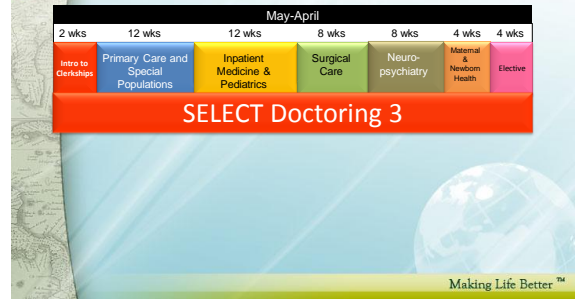 May-April
2 wks 12 wks 12 wks 8 wks 8 wks 4 wks 4 wks
Intro to
Clerkships
Primary Care and
Special
Populations
Inpatient
Medicine &
Pediatrics
Surgical
Care
Neuro-
psychiatry
Maternal
&
Newborn
Health
Elective
SELECT Doctoring 3
Making Life Better ™